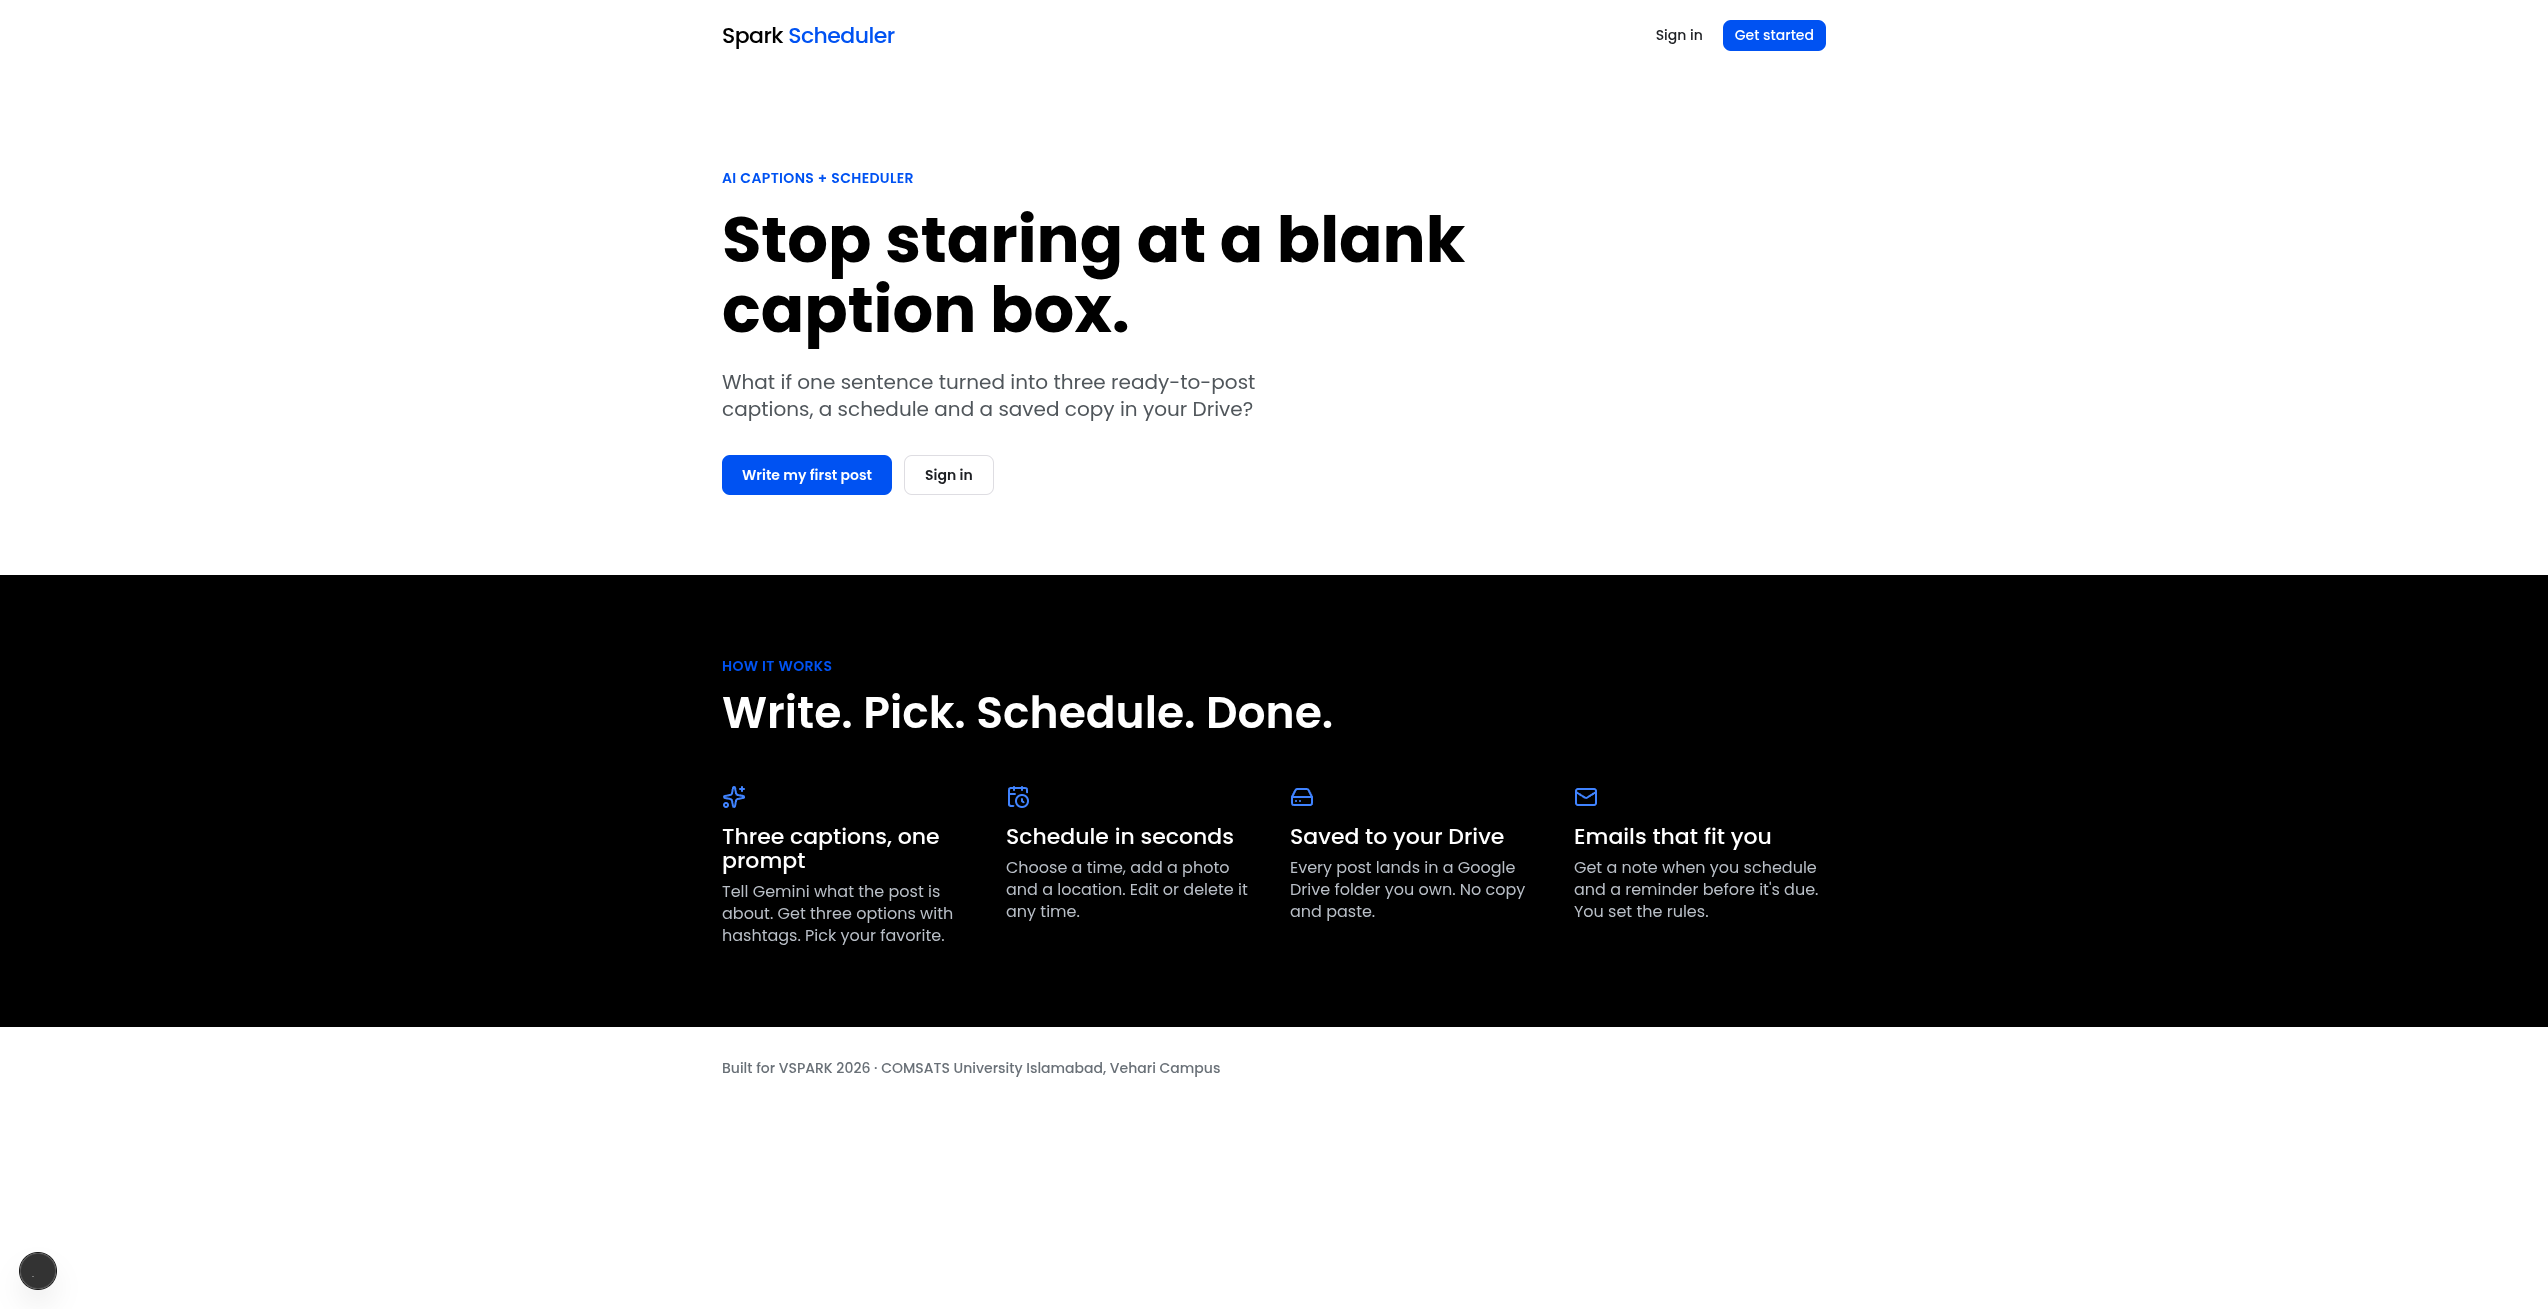 Spark Scheduler
Sign in
Get started
AI CAPTIONS + SCHEDULER
Stop staring at a blank
caption box.
What if one sentence turned into three ready-to-post
captions, a schedule and a saved copy in your Drive?
Write my first post
Sign in
HOW IT WORKS
Write. Pick. Schedule. Done.
Three captions, one
prompt
Tell Gemini what the post is
about. Get three options with
hashtags. Pick your favorite.
Schedule in seconds
Choose a time, add a photo
and a location. Edit or delete it
any time.
Saved to your Drive
Every post lands in a Google
Drive folder you own. No copy
and paste.
Emails that fit you
Get a note when you schedule
and a reminder before it's due.
You set the rules.
Built for VSPARK 2026 · COMSATS University Islamabad, Vehari Campus